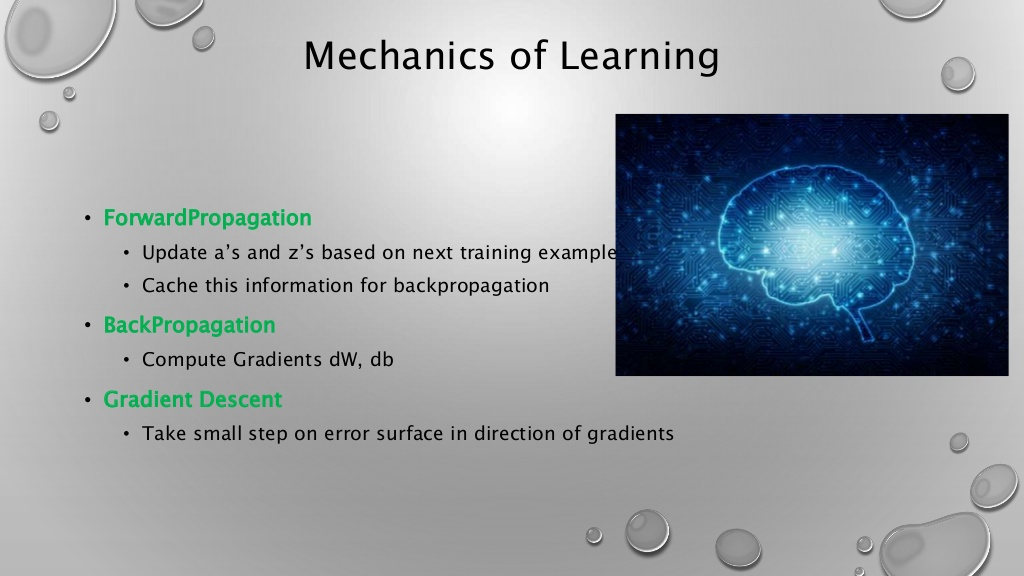 Mechanics of Learning
• ForwardPropagation
• Update a’s and z’s based on next training example
• Cache this information for backpropagation
• BackPropagation
• Compute Gradients dW, db
• Gradient Descent
• Take small step on error surface in direction of gradients